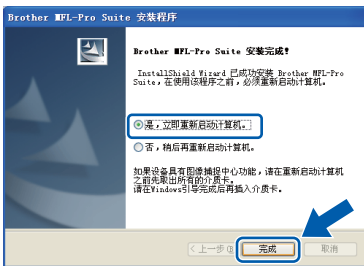 Brother MFL-Pro Suite 安装程序
Brother MFL-Pro Suite 安装完成!
InstallShield Wizard 已成功安装 Brother MFL-Pro
Suite，在使用该程序之前，必须重新启动计算机。
是，立即重新启动计算机。
否，稍后再重新启动计算机。
如果设备具有图像捕捉中心功能，请在重新启动计算机
之前先取出所有的介质卡。
请在Windows引导完成后再插入介质卡。
<上一步(B)
完成
取消